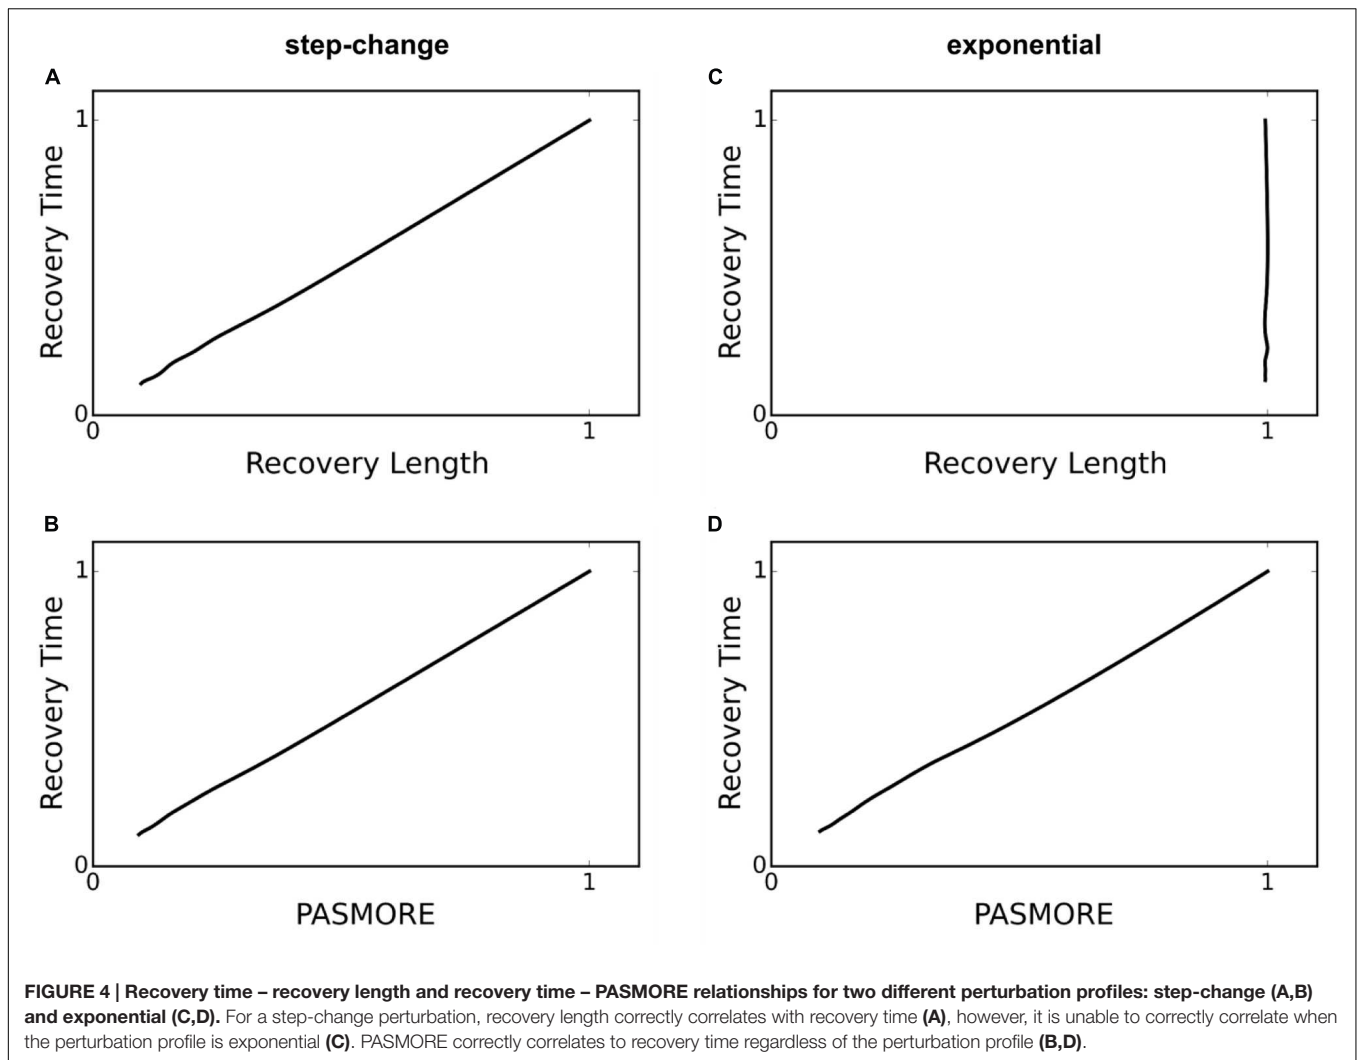 step-change
exponential
A
1
Recovery Time
0
0
1
Recovery Length
C
1
Recovery Time
0
0
1
Recovery Length
B
1
Recovery Time
0
0
1
PASMORE
D
1
Recovery Time
0
0
1
PASMORE
FIGURE 4 | Recovery time – recovery length and recovery time – PASMORE relationships for two different perturbation profiles: step-change (A,B)
and exponential (C,D). For a step-change perturbation, recovery length correctly correlates with recovery time (A), however, it is unable to correctly correlate when
the perturbation profile is exponential (C). PASMORE correctly correlates to recovery time regardless of the perturbation profile (B,D).